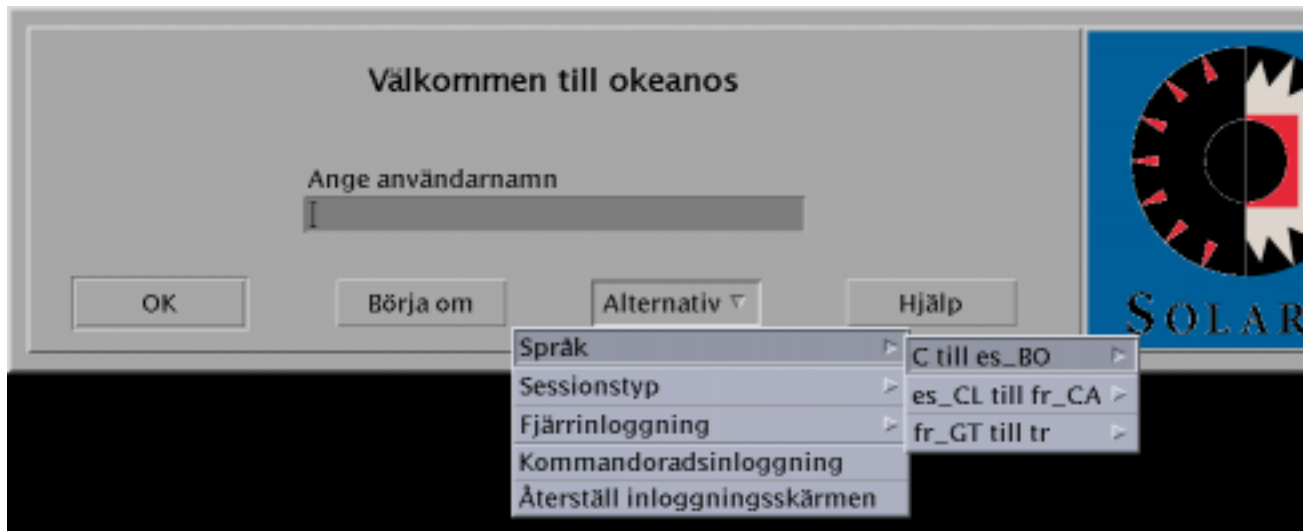 Välkommen till okeanos
Ange användarnamn
OK
Börja om
Alternativ
Hjälp
SOLAR
Språk
Sessionstyp
Fjärrinloggning
Kommandoradsinloggning
Återställ inloggningsskärmen
C till es_BO
es_CL till fr_CA
fr_GT till tr